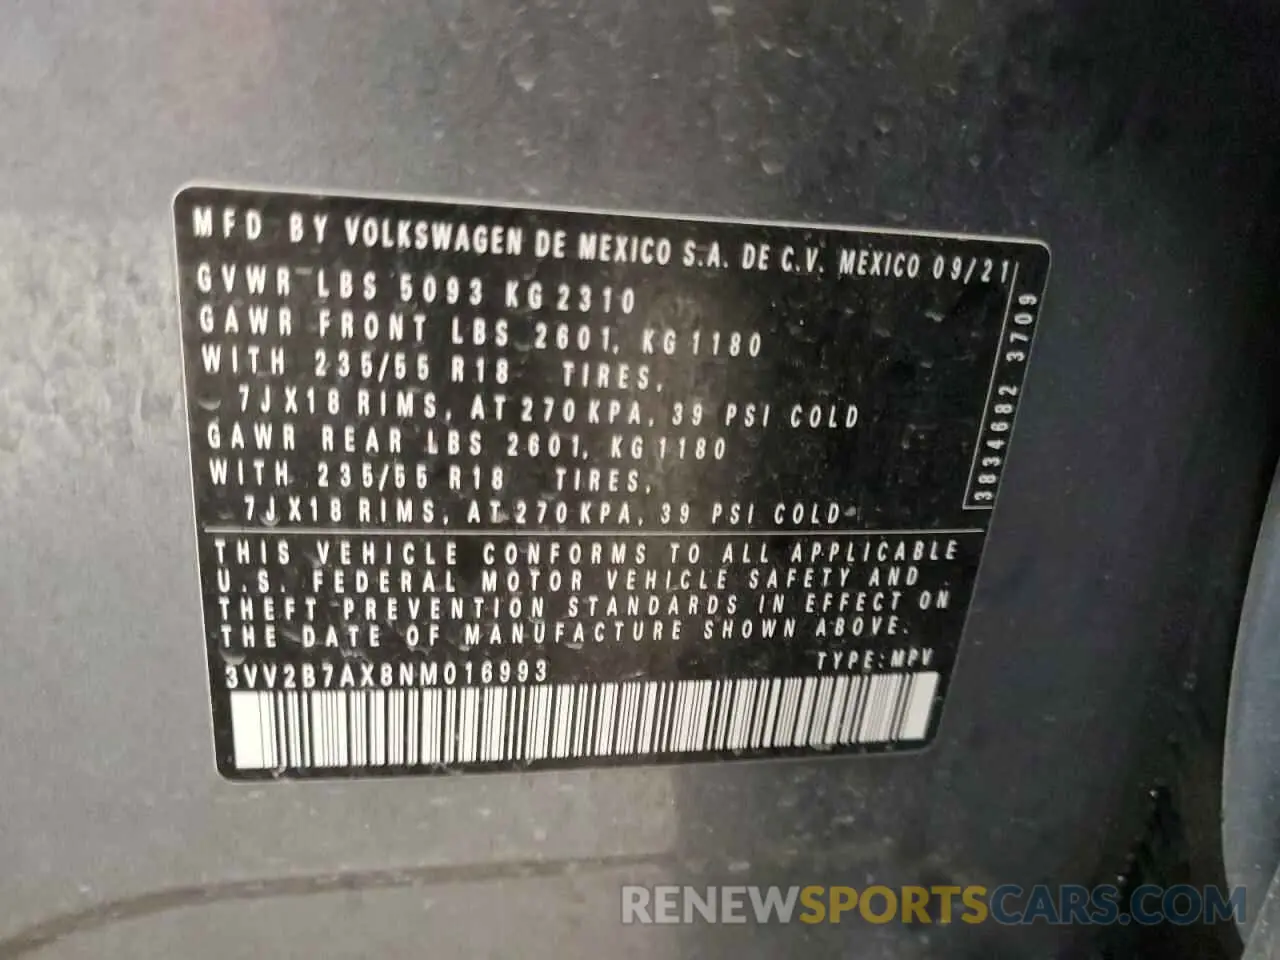 MFD BY VOLKSWAGEN DE MEXICO S.A. DE C.V. MEXICO 09/21
GVWR LBS 5093 KG 2310
GAWR FRONT LBS 2601, KG 1180
WITH 235/55 R18 TIRES,
7JX18 RIMS, AT 270 KPA, 39 PSI COLD
GAWR REAR LBS 2601, KG 1180
WITH 235/55 R18 TIRES,
7JX18 RIMS, AT 270 KPA, 39 PSI COLD
3834682 3709
THIS VEHICLE CONFORMS TO ALL APPLICABLE
U.S. FEDERAL MOTOR VEHICLE SAFETY AND
THEFT PREVENTION STANDARDS IN EFFECT ON
THE DATE OF MANUFACTURE SHOWN ABOVE.
3VV2B7AX8NM016993 TYPE: MPV
RENEWSPORTSCARS.COM